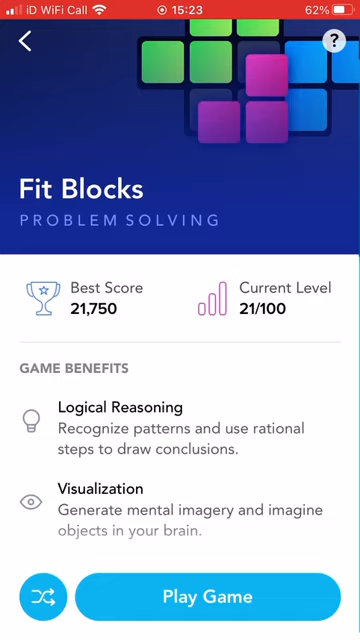 iD WiFi Call 15:23 62%
?
Fit Blocks
PROBLEM SOLVING
Best Score
21,750
Current Level
21/100
GAME BENEFITS
Logical Reasoning
Recognize patterns and use rational
steps to draw conclusions.
Visualization
Generate mental imagery and imagine
objects in your brain.
Play Game